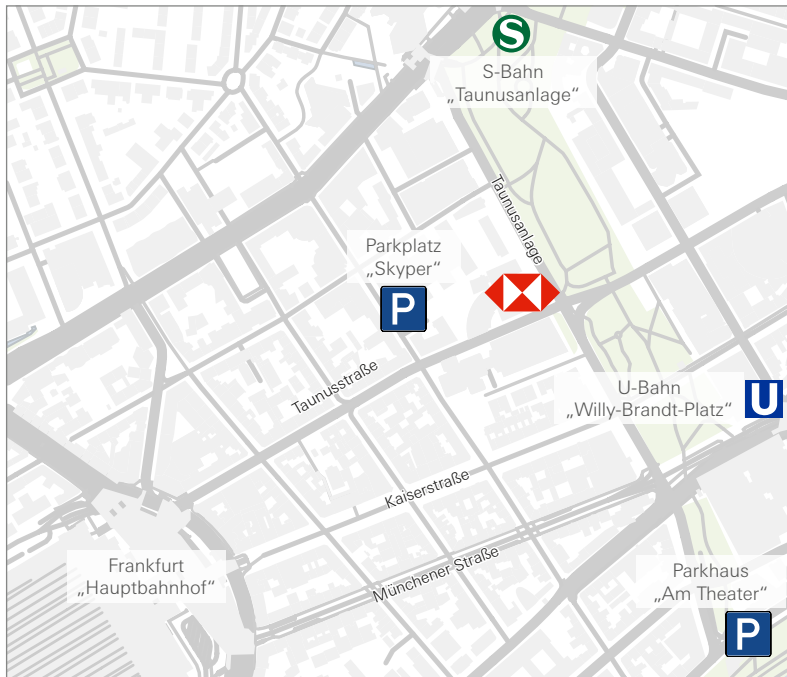 S
S-Bahn
„Taunusanlage“
Taunusanlage
Parkplatz
„Skyper“
P
Taunusstraße
U-Bahn
„Willy-Brandt-Platz“
U
Kaiserstraße
Münchener Straße
Frankfurt
„Hauptbahnhof“
Parkhaus
„Am Theater“
P